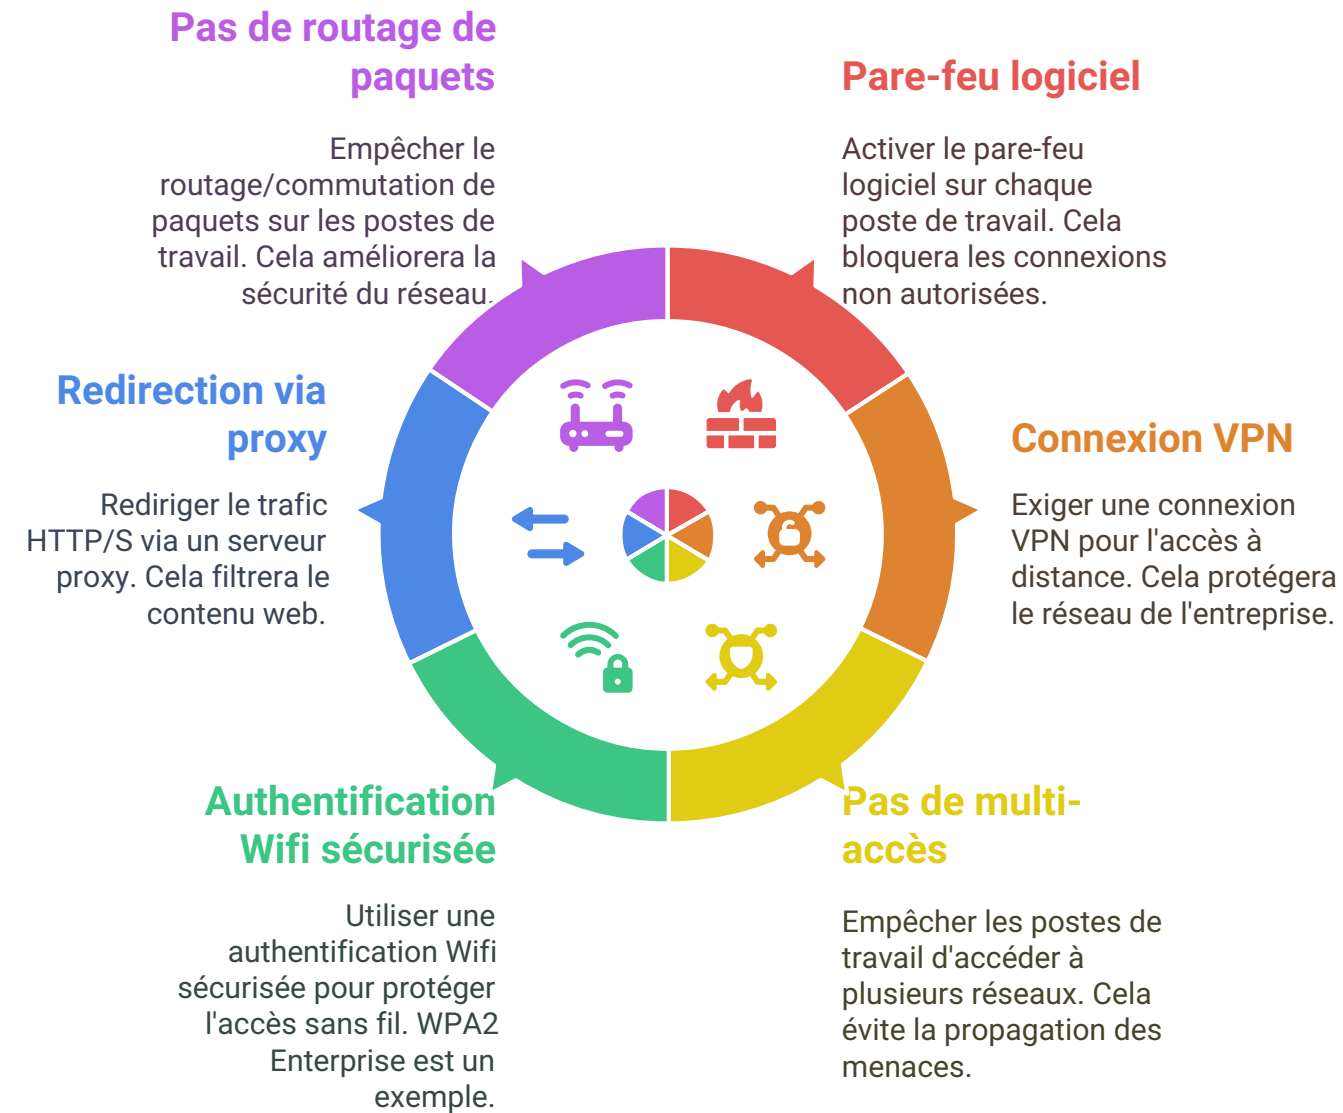 Pas de routage de
paquets
Empêcher le
routage/commutation de
paquets sur les postes de
travail. Cela améliorera la
sécurité du réseau.
Pare-feu logiciel
Activer le pare-feu
logiciel sur chaque
poste de travail. Cela
bloquera les connexions
non autorisées.
Redirection via
proxy
Rediriger le trafic
HTTP/S via un serveur
proxy. Cela filtrera le
contenu web.
Connexion VPN
Exiger une connexion
VPN pour l'accès à
distance. Cela protégera
le réseau de l'entreprise.
Authentification
Wifi sécurisée
Utiliser une
authentification Wifi
sécurisée pour protéger
l'accès sans fil. WPA2
Enterprise est un
exemple.
Pas de multi-
accès
Empêcher les postes de
travail d'accéder à
plusieurs réseaux. Cela
évite la propagation des
menaces.